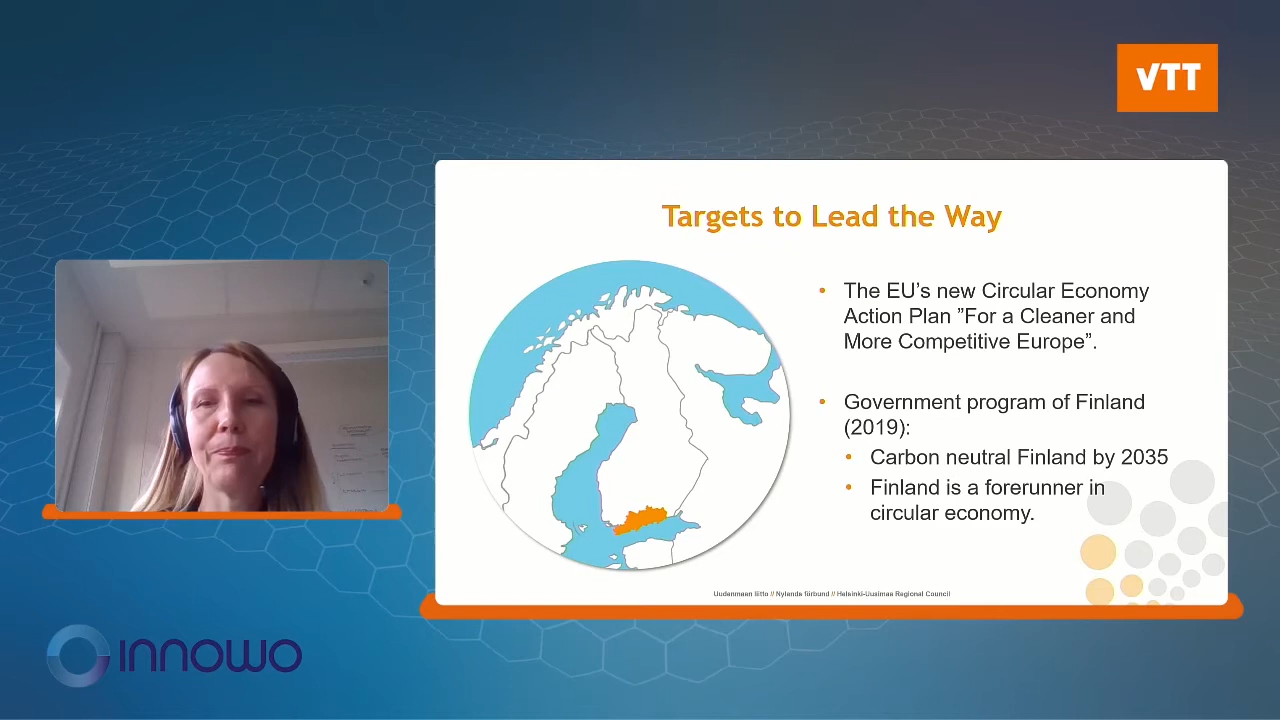 VTT
Targets to Lead the Way
• The EU's new Circular Economy
Action Plan ”For a Cleaner and
More Competitive Europe”.
• Government program of Finland
(2019):
• Carbon neutral Finland by 2035
• Finland is a forerunner in
circular economy.
Uudenmaan liitto // Nylands förbund // Helsinki-Uusimaa Regional Council
innowo